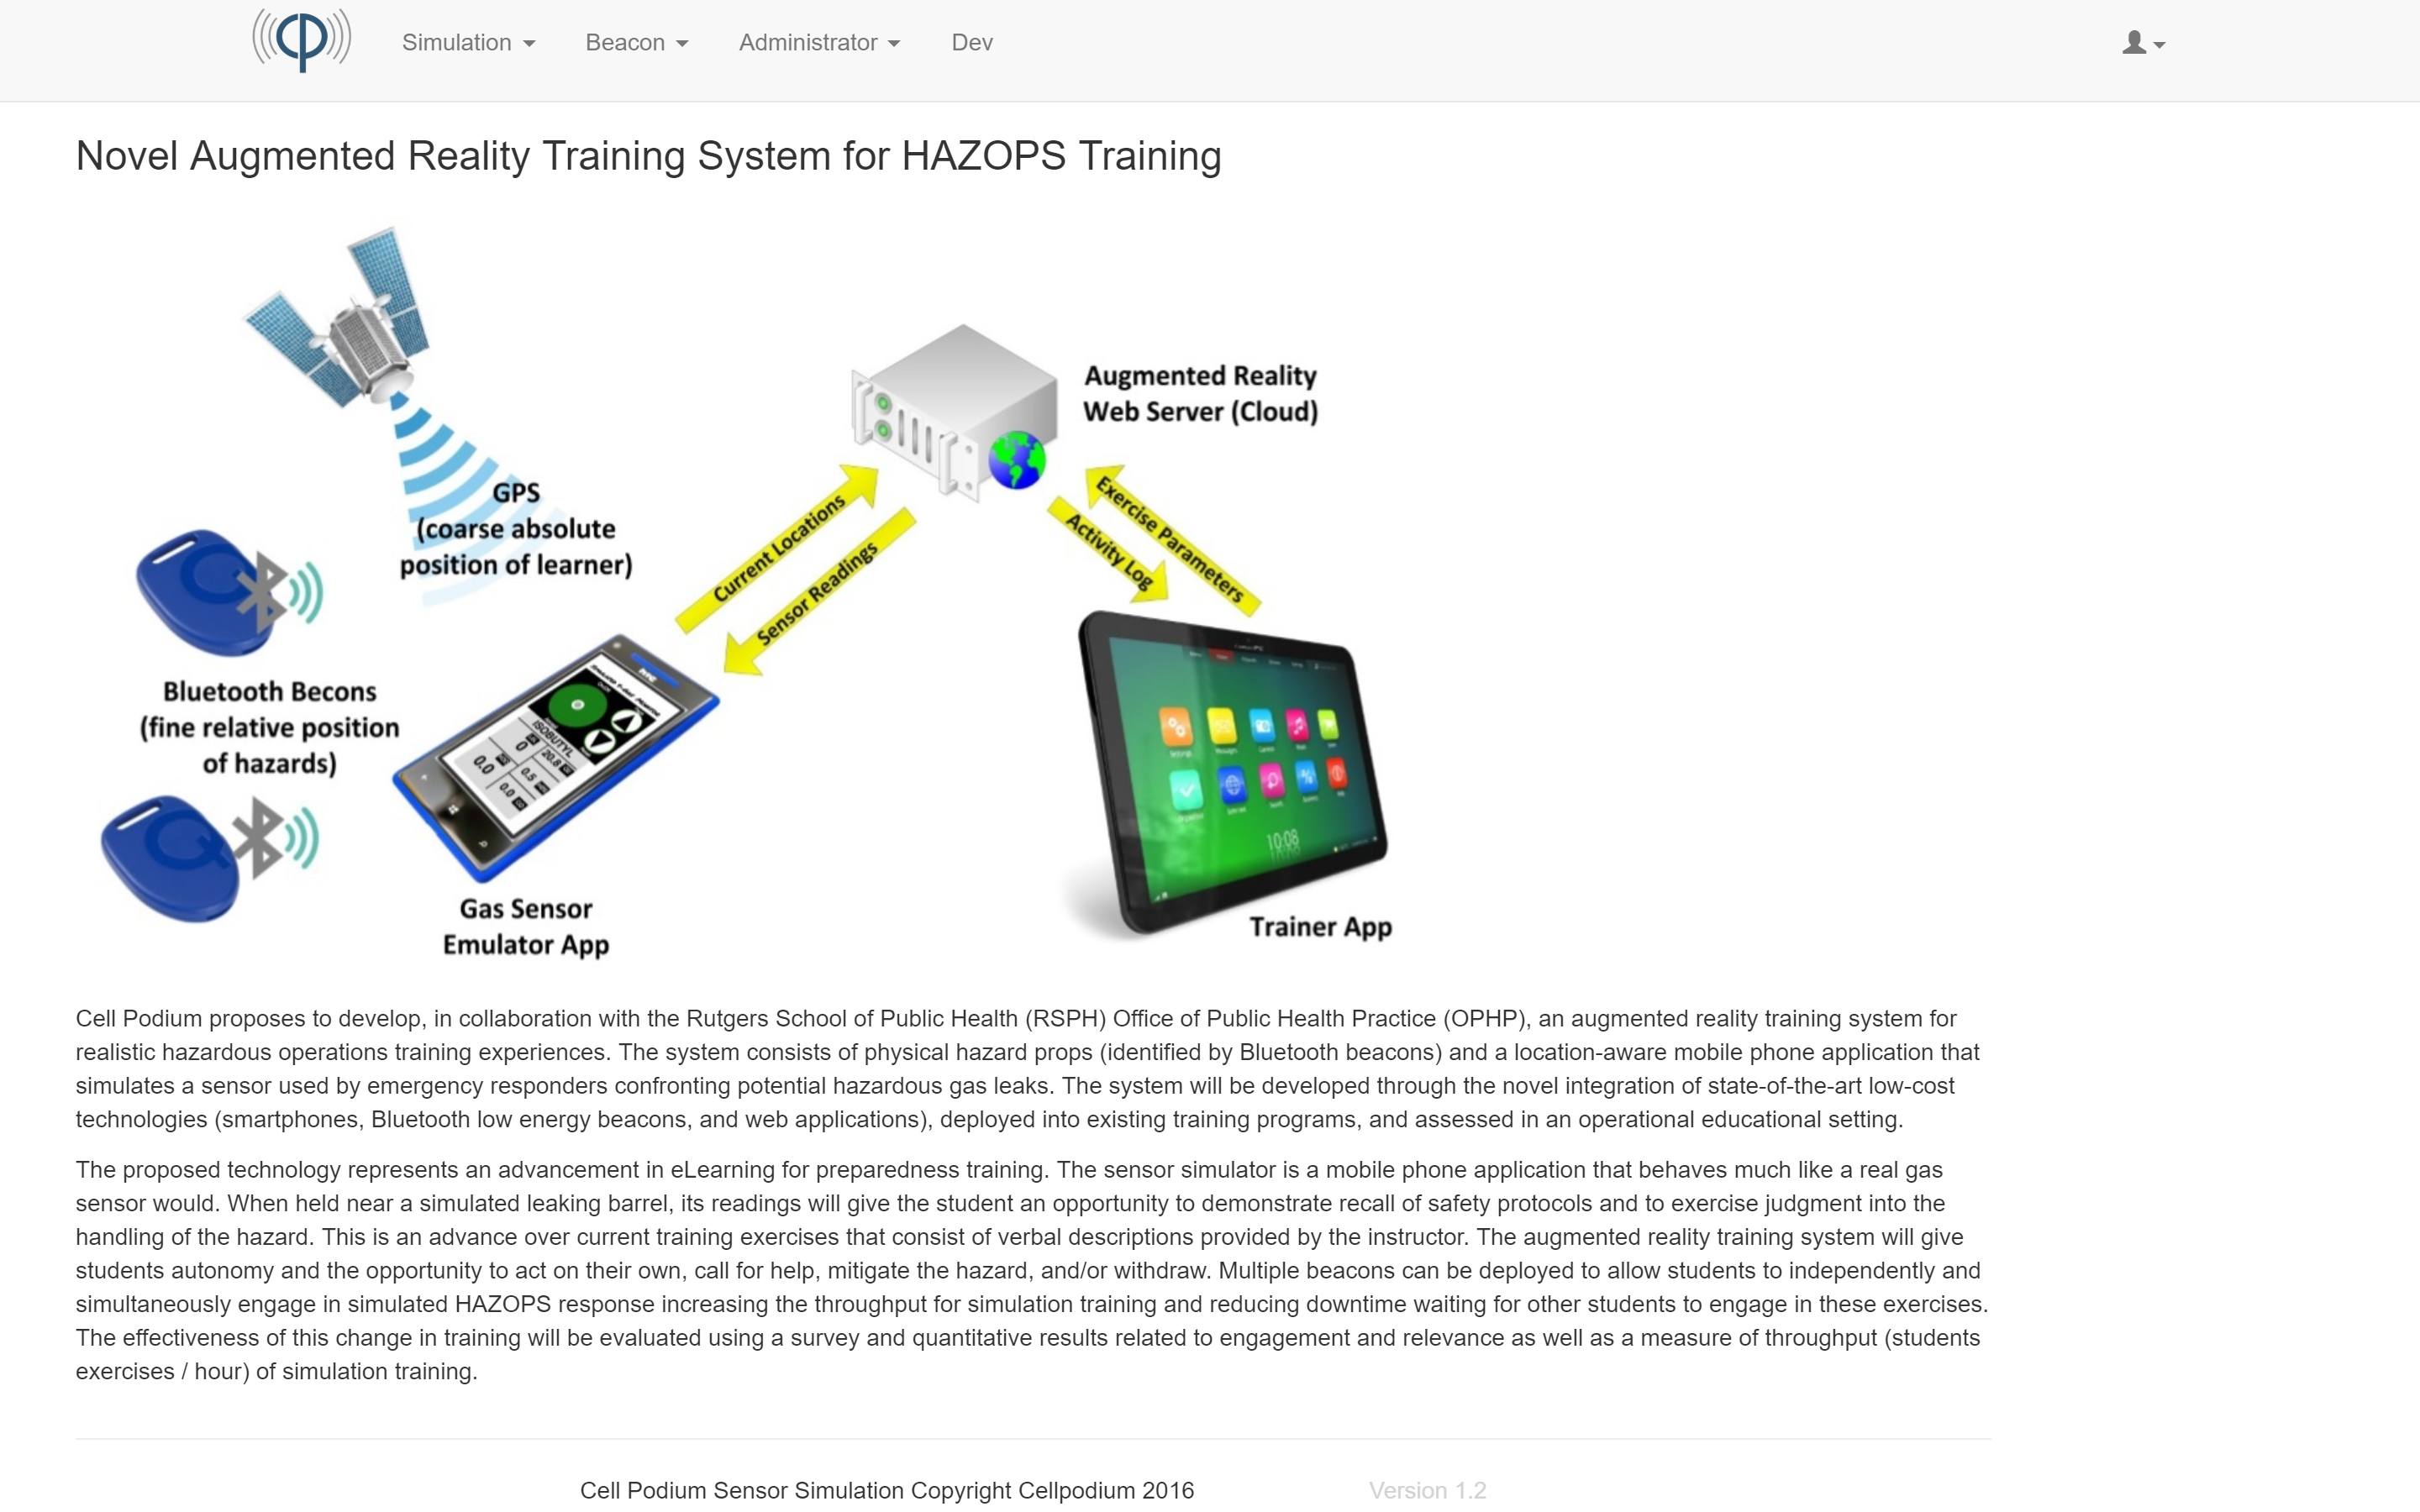 Simulation Beacon Administrator Dev
Novel Augmented Reality Training System for HAZOPS Training
GPS
(coarse absolute
position of learner)
Bluetooth Becons
(fine relative position
of hazards)
Gas Sensor
Emulator App
Current Locations
Sensor Readings
Augmented Reality
Web Server (Cloud)
Exercise Parameters
Activity Log
Trainer App
ISOBUTYL
0
20.8
0.0
0.5
0.0
10:08
Cell Podium proposes to develop, in collaboration with the Rutgers School of Public Health (RSPH) Office of Public Health Practice (OPHP), an augmented reality training system for
realistic hazardous operations training experiences. The system consists of physical hazard props (identified by Bluetooth beacons) and a location-aware mobile phone application that
simulates a sensor used by emergency responders confronting potential hazardous gas leaks. The system will be developed through the novel integration of state-of-the-art low-cost
technologies (smartphones, Bluetooth low energy beacons, and web applications), deployed into existing training programs, and assessed in an operational educational setting.
The proposed technology represents an advancement in eLearning for preparedness training. The sensor simulator is a mobile phone application that behaves much like a real gas
sensor would. When held near a simulated leaking barrel, its readings will give the student an opportunity to demonstrate recall of safety protocols and to exercise judgment into the
handling of the hazard. This is an advance over current training exercises that consist of verbal descriptions provided by the instructor. The augmented reality training system will give
students autonomy and the opportunity to act on their own, call for help, mitigate the hazard, and/or withdraw. Multiple beacons can be deployed to allow students to independently and
simultaneously engage in simulated HAZOPS response increasing the throughput for simulation training and reducing downtime waiting for other students to engage in these exercises.
The effectiveness of this change in training will be evaluated using a survey and quantitative results related to engagement and relevance as well as a measure of throughput (students
exercises / hour) of simulation training.
Cell Podium Sensor Simulation Copyright Cellpodium 2016
Version 1.2